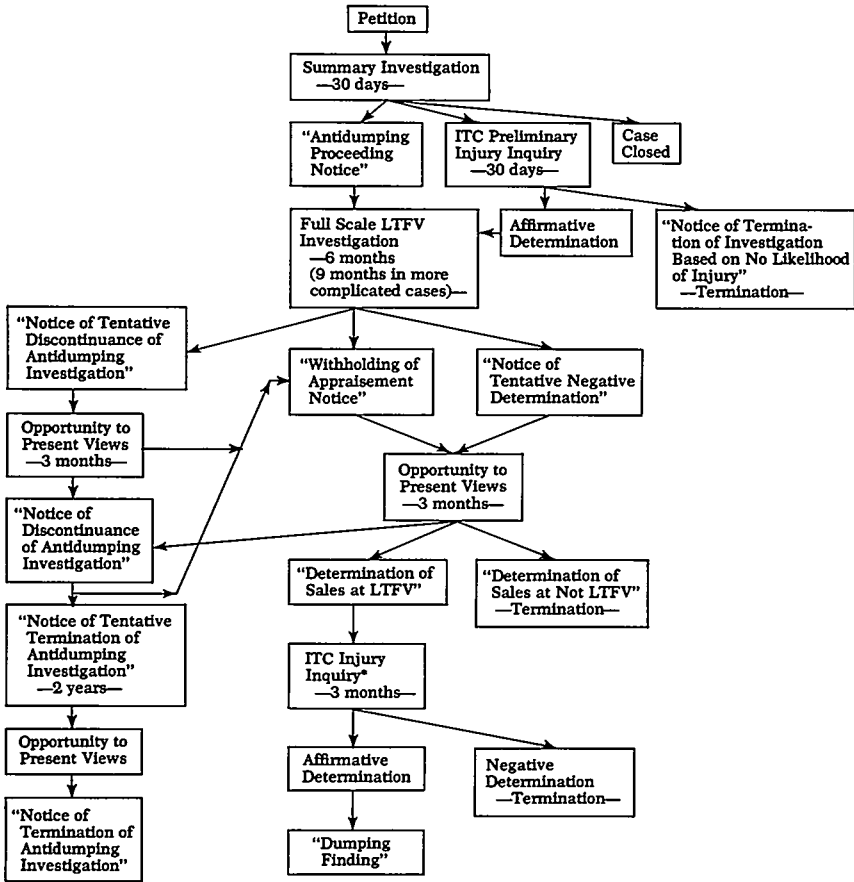 Petition
Summary Investigation
—30 days—
“Antidumping
Proceeding
Notice”
ITC Preliminary
Injury Inquiry
—30 days—
Case
Closed
Full Scale LTFV
Investigation
—6 months
(9 months in more
complicated cases)—
Affirmative
Determination
“Notice of Termina-
tion of Investigation
Based on No Likelihood
of Injury”
—Termination—
“Notice of Tentative
Discontinuance of
Antidumping
Investigation”
“Withholding of
Appraisement
Notice”
“Notice of
Tentative Negative
Determination”
Opportunity to
Present Views
—3 months—
Opportunity to
Present Views
—3 months—
“Notice of
Discontinuance
of Antidumping
Investigation”
“Determination of
Sales at LTFV”
“Determination of
Sales at Not LTFV”
—Termination—
“Notice of Tentative
Termination of
Antidumping
Investigation”
—2 years—
ITC Injury
Inquiry*
—3 months—
Opportunity to
Present Views
Affirmative
Determination
Negative
Determination
—Termination—
“Notice of
Termination of
Antidumping
Investigation”
“Dumping
Finding”